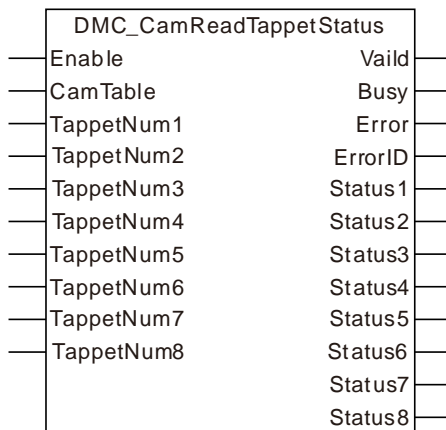 DMC_CamReadTappetStatus
Enable Vaild
CamTable Busy
TappetNum1 Error
TappetNum2 ErrorID
TappetNum3 Status1
TappetNum4 Status2
TappetNum5 Status3
TappetNum6 Status4
TappetNum7 Status5
TappetNum8 Status6
Status7
Status8